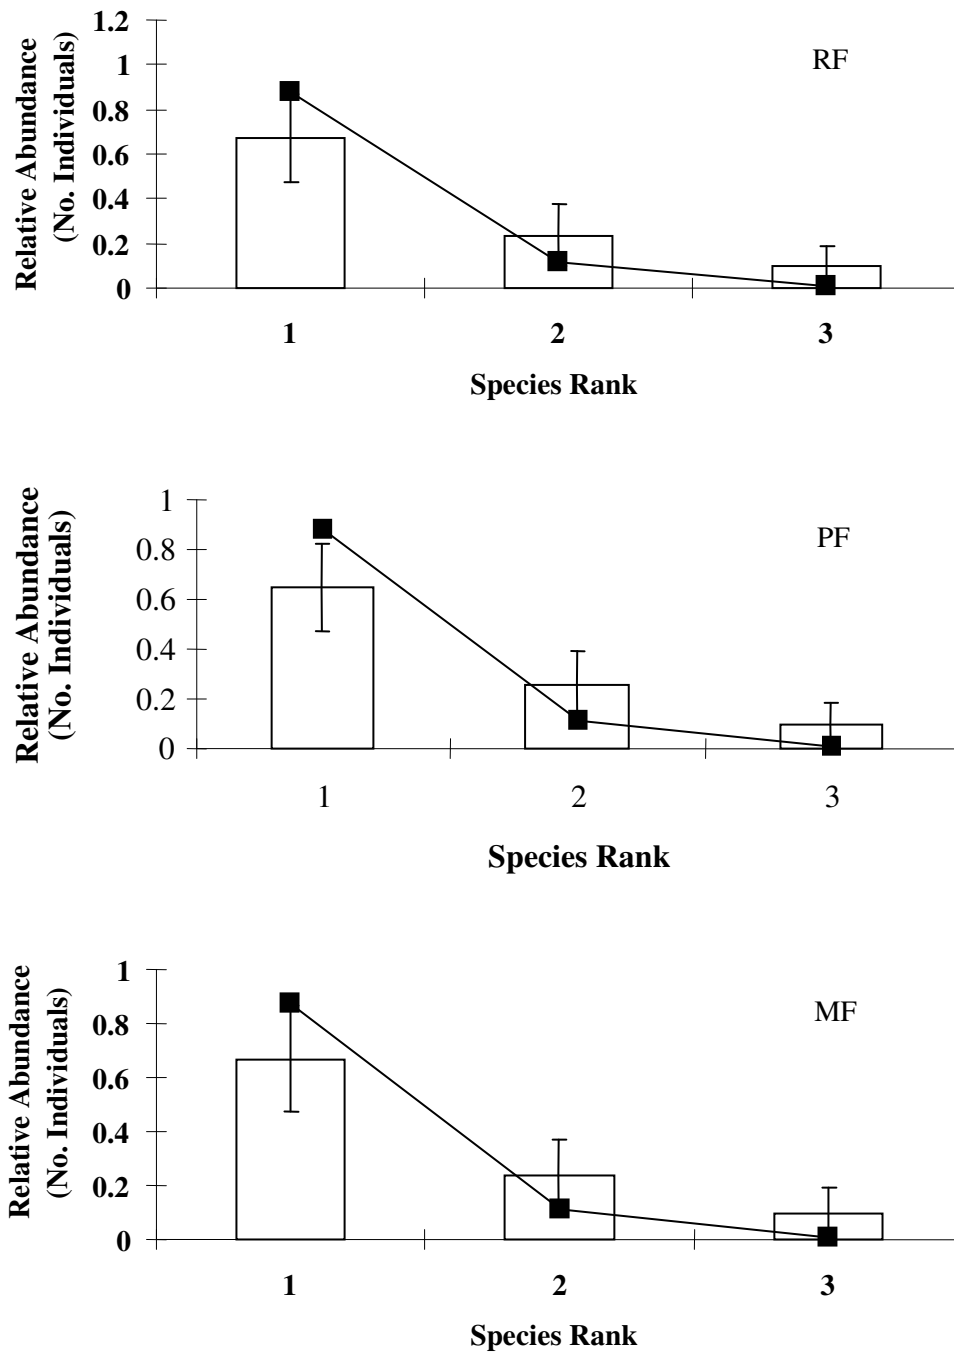 Relative Abundance
(No. Individuals)
1.2
1
0.8
0.6
0.4
0.2
0
RF
1 2 3
Species Rank
Relative Abundance
(No. Individuals)
1
0.8
0.6
0.4
0.2
0
PF
1 2 3
Species Rank
Relative Abundance
(No. Individuals)
1
0.8
0.6
0.4
0.2
0
MF
1 2 3
Species Rank